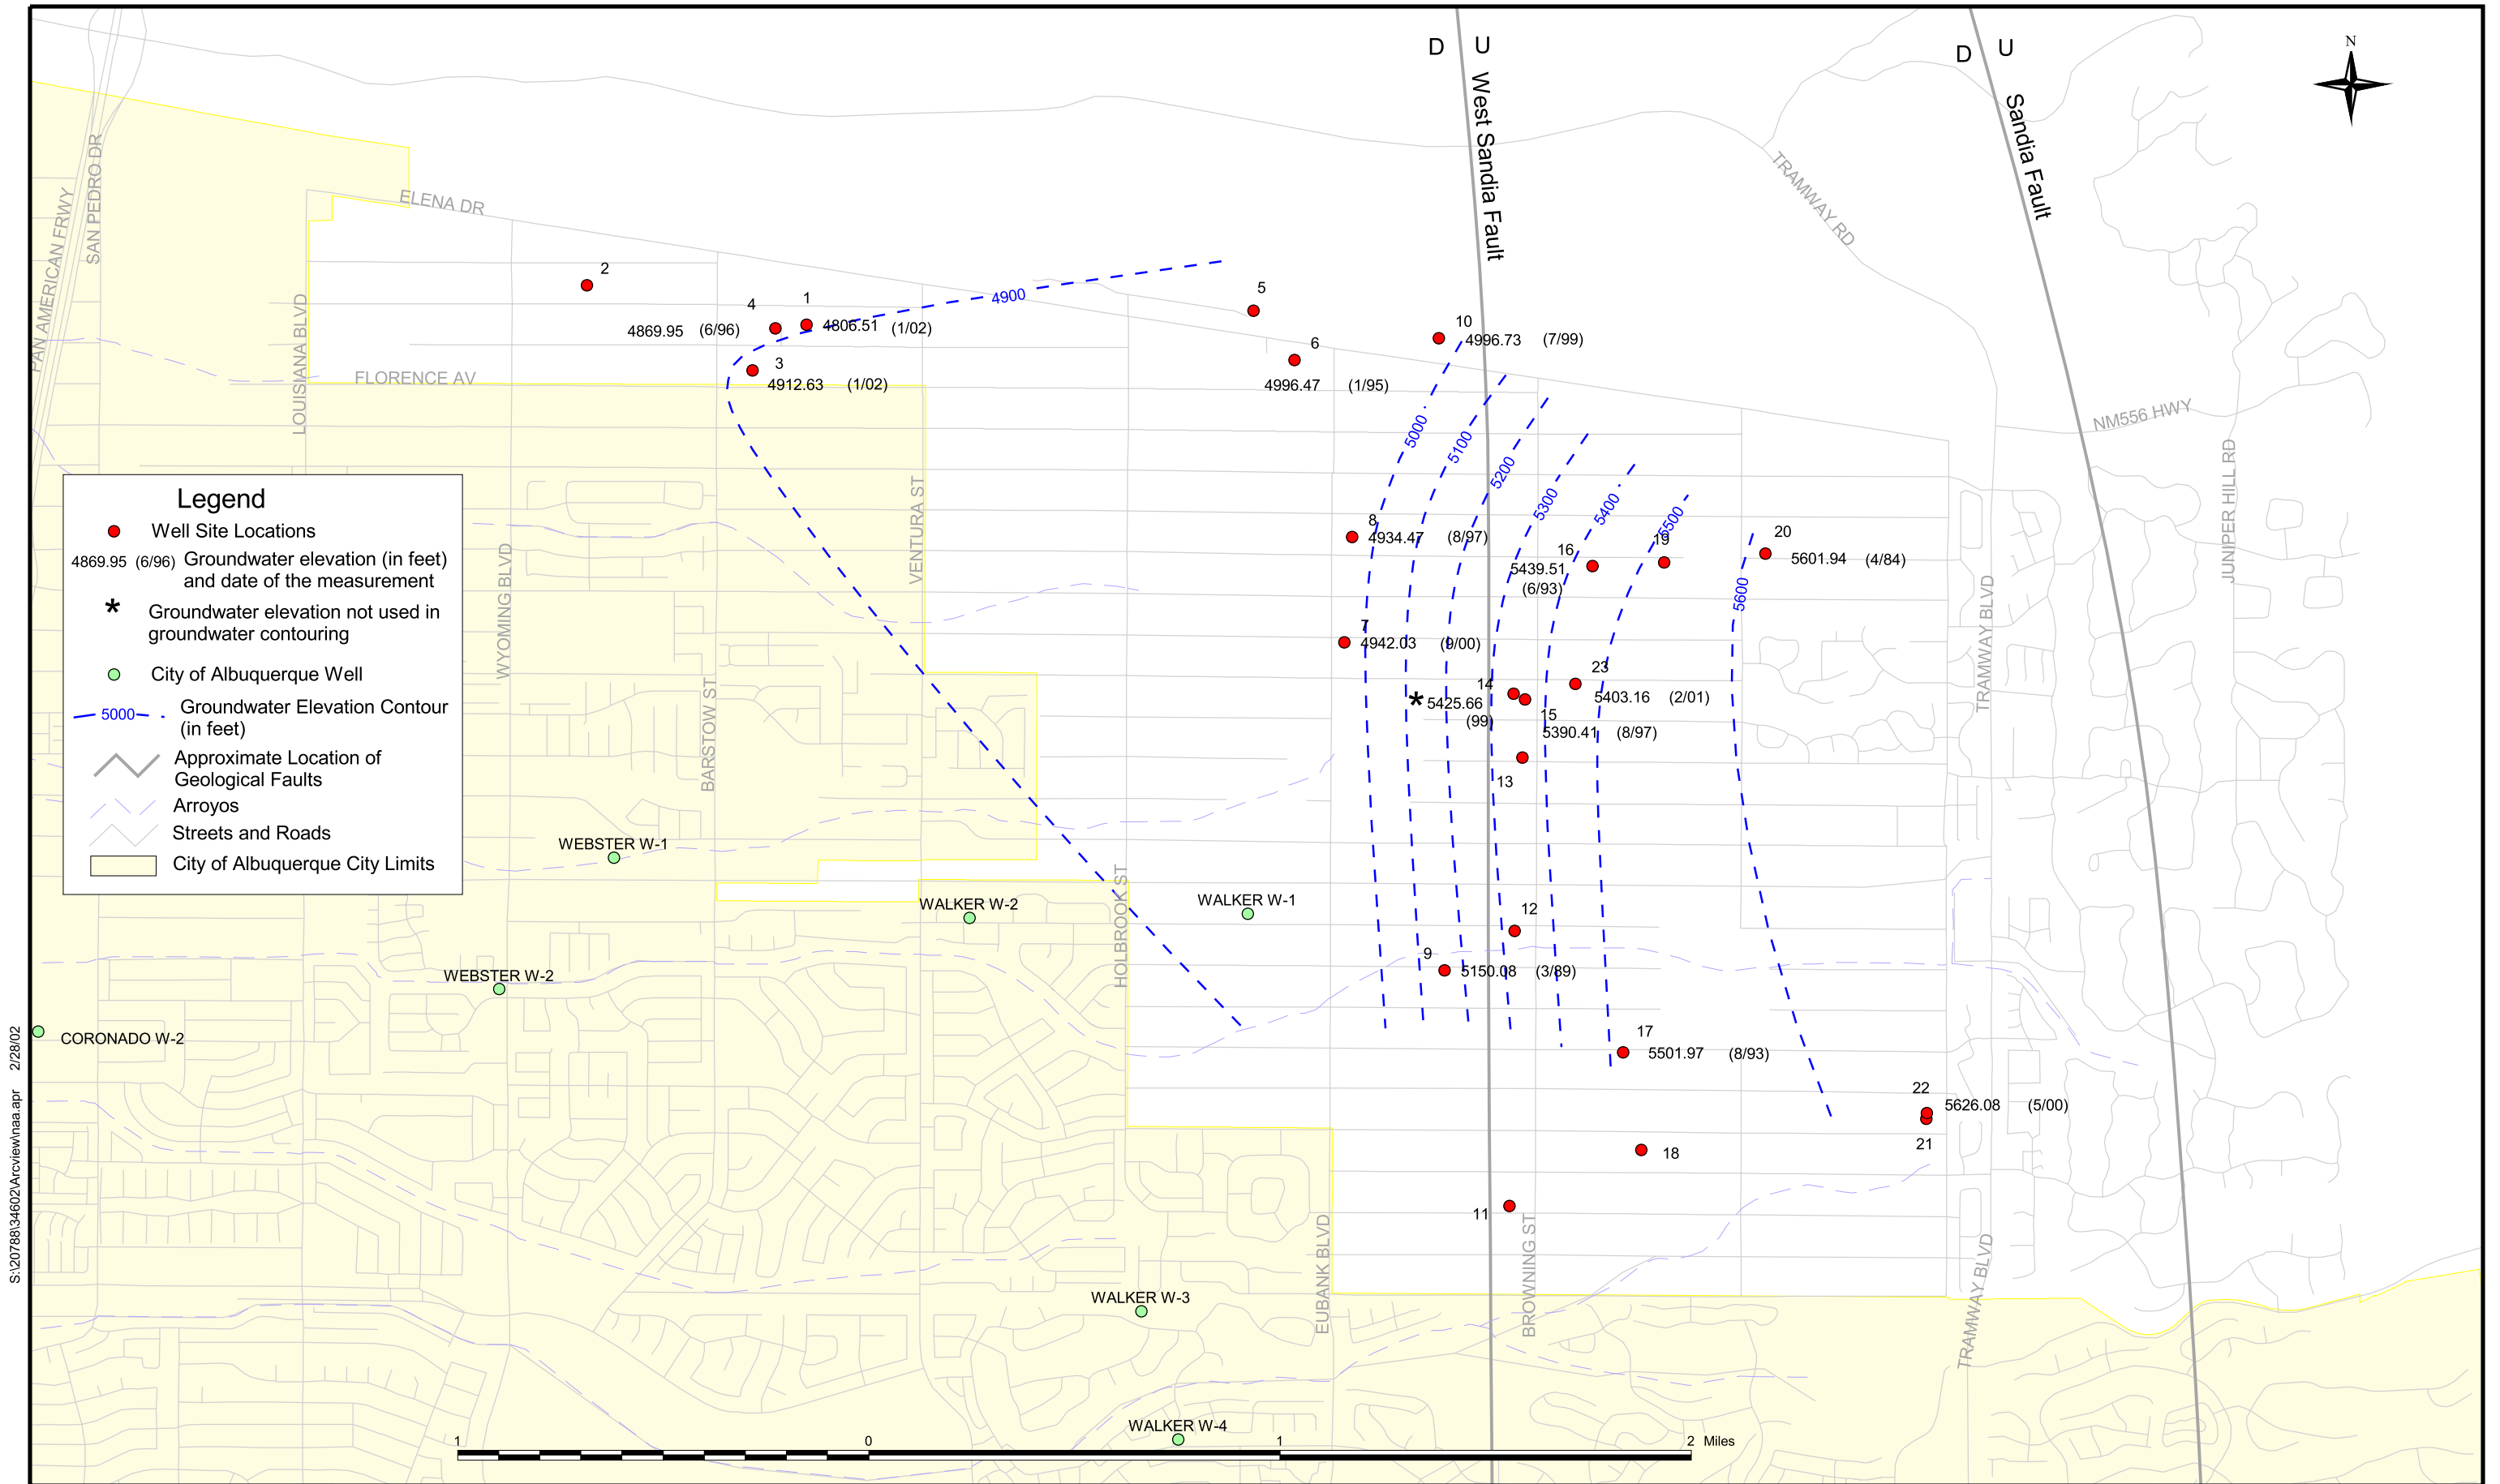 D U
D U
N
West Sandia Fault
Sandia Fault
PAN AMERICAN FRWY
SAN PEDRO DR
ELENA DR
TRAMWAY RD
2
4900
5
4
1
4869.95 (6/96)
4806.51 (1/02)
10
4996.73 (7/99)
LOUISIANA BLVD
6
3
FLORENCE AV
4912.63 (1/02)
4996.47 (1/95)
NM556 HWY
JUNIPER HILL RD
5000
5100
5200
5300
5400
5500
5600
Legend
Well Site Locations
4869.95 (6/96) Groundwater elevation (in feet)
and date of the measurement
* Groundwater elevation not used in
groundwater contouring
City of Albuquerque Well
5000 Groundwater Elevation Contour
(in feet)
Approximate Location of
Geological Faults
Arroyos
Streets and Roads
City of Albuquerque City Limits
VENTURA ST
WYOMING BLVD
BARSTOW ST
8
4934.47 (8/97)
16
5439.51
(6/93)
19
20
5601.94 (4/84)
TRAMWAY BLVD
7
4942.03 (9/00)
23
5403.16 (2/01)
14
* 5425.66
(99)
15
5390.41 (8/97)
13
WEBSTER W-1
WALKER W-2
WALKER W-1
HOLBROOK ST
12
9
5150.08 (3/89)
WEBSTER W-2
CORONADO W-2
17
5501.97 (8/93)
22
5626.08 (5/00)
21
18
11
EUBANK BLVD
BROWNING ST
TRAMWAY BLVD
WALKER W-3
WALKER W-4
1 0 1 2 Miles
S:\20788\34602\Arcview\naa.apr 2/28/02